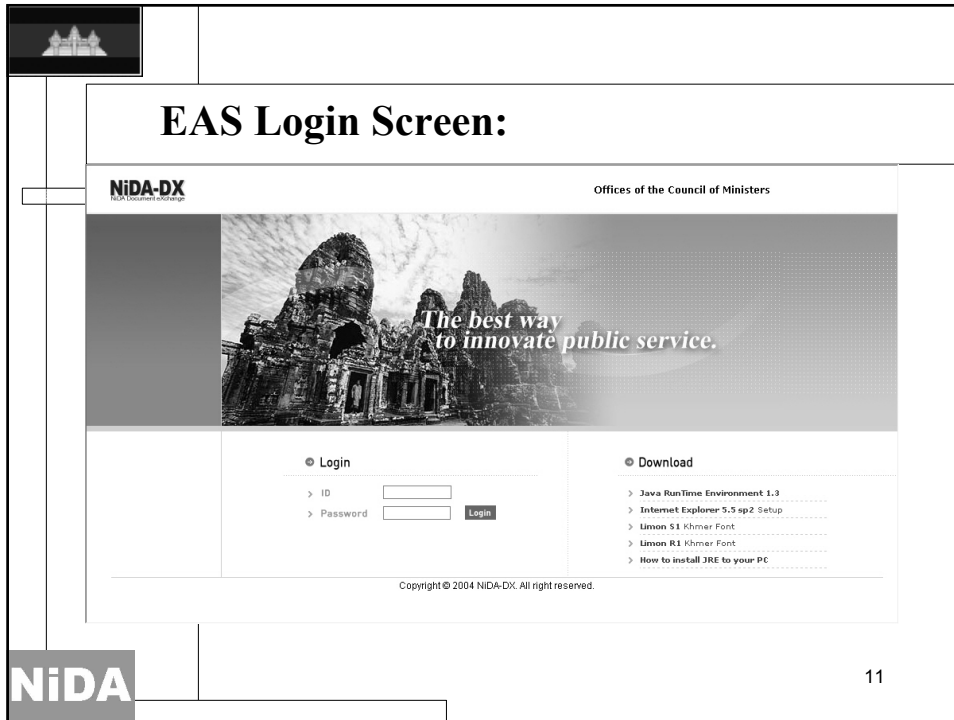 EAS Login Screen:
NiDA-DX
NiDA Document eXchange
Offices of the Council of Ministers
The best way
to innovate public service.
Login
ID
Password
Login
Download
Java RunTime Environment 1.3
Internet Explorer 5.5 sp2 Setup
Limon S1 Khmer Font
Limon R1 Khmer Font
How to install JRE to your PC
Copyright © 2004 NiDA-DX. All right reserved.
NiDA
11